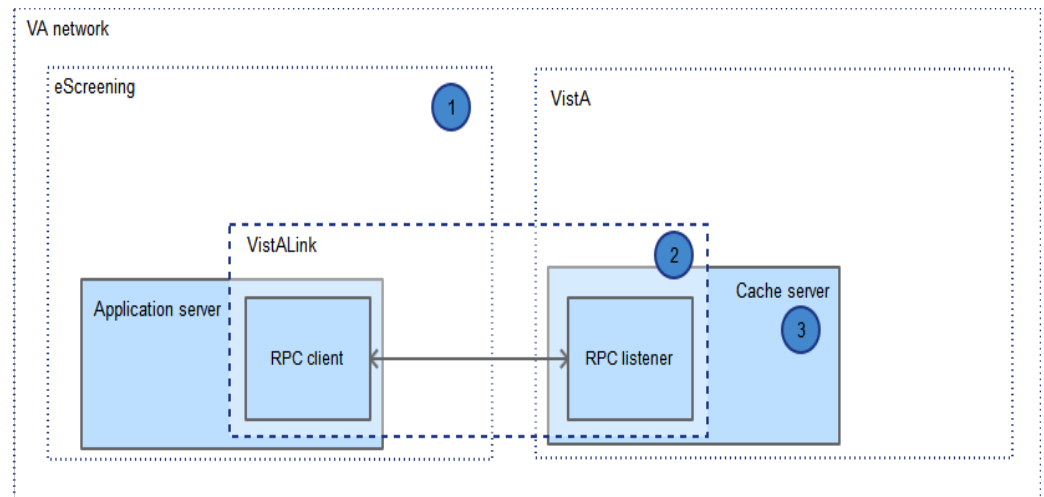 VA network
eScreening
1
VistA
VistALink
2
Application server
Cache server
3
RPC client
RPC listener